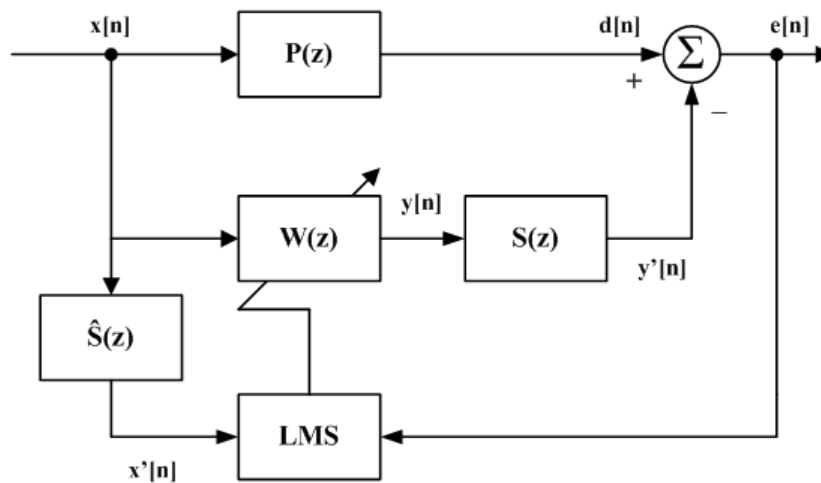 x[n]
P(z)
d[n]
Σ
e[n]
+
–
W(z)
y[n]
S(z)
y'[n]
Ŝ(z)
x'[n]
LMS